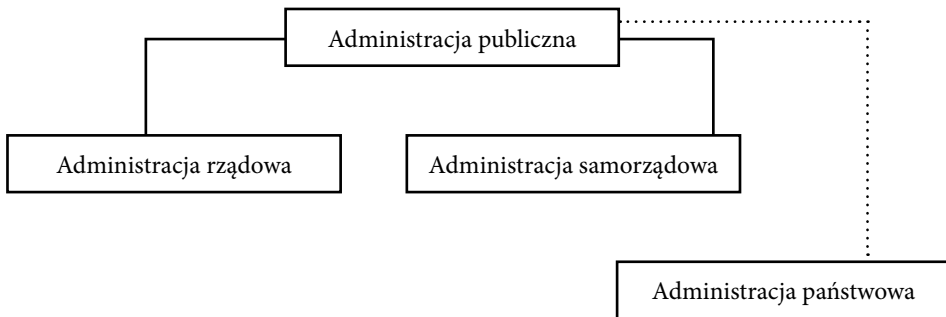 Administracja publiczna
Administracja rządowa
Administracja samorządowa
Administracja państwowa